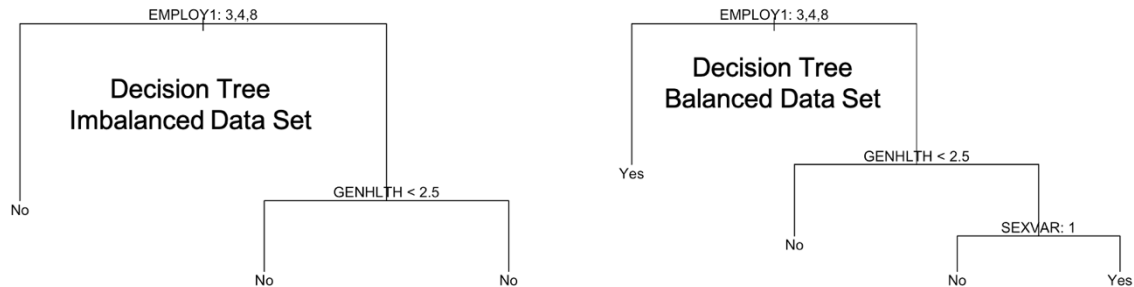 EMPLOY1: 3,4,8
Decision Tree
Imbalanced Data Set
GENHLTH < 2.5
No
No
No
EMPLOY1: 3,4,8
Decision Tree
Balanced Data Set
GENHLTH < 2.5
Yes
SEXVAR: 1
No
No
Yes